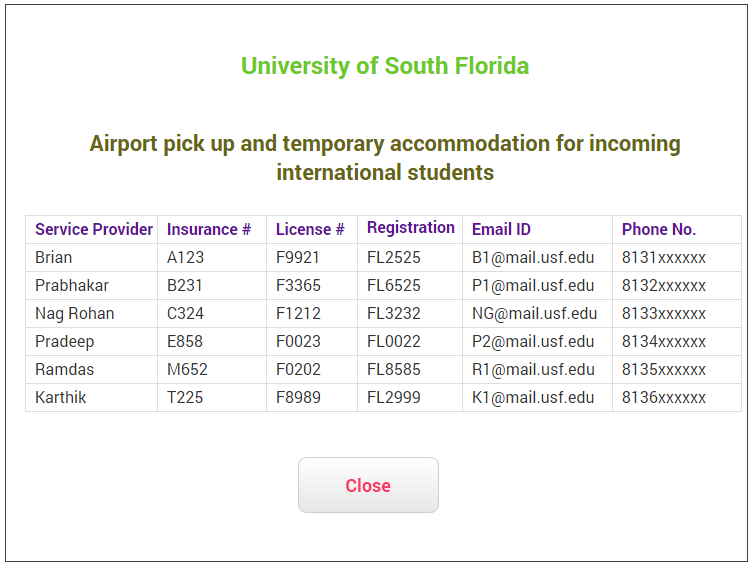 University of South Florida
Airport pick up and temporary accommodation for incoming
international students
Service Provider Insurance # License # Registration Email ID Phone No.
Brian A123 F9921 FL2525 B1@mail.usf.edu 8131xxxxxx
Prabhakar B231 F3365 FL6525 P1@mail.usf.edu 8132xxxxxx
Nag Rohan C324 F1212 FL3232 NG@mail.usf.edu 8133xxxxxx
Pradeep E858 F0023 FL0022 P2@mail.usf.edu 8134xxxxxx
Ramdas M652 F0202 FL8585 R1@mail.usf.edu 8135xxxxxx
Karthik T225 F8989 FL2999 K1@mail.usf.edu 8136xxxxxx
Close